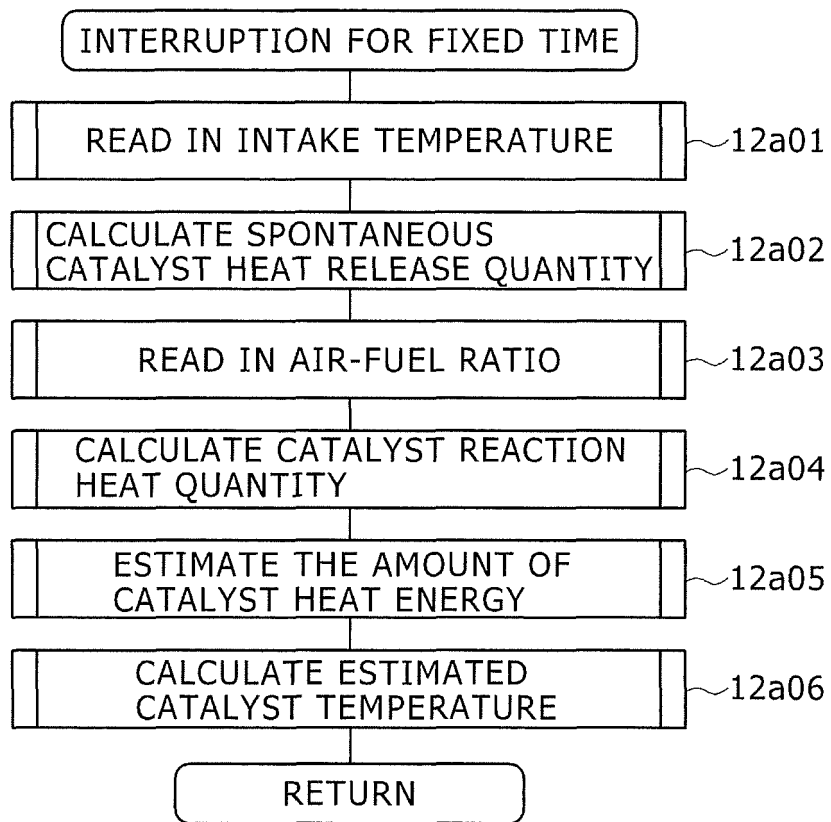 INTERRUPTION FOR FIXED TIME
READ IN INTAKE TEMPERATURE
12a01
CALCULATE SPONTANEOUS
CATALYST HEAT RELEASE QUANTITY
12a02
READ IN AIR-FUEL RATIO
12a03
CALCULATE CATALYST REACTION
HEAT QUANTITY
12a04
ESTIMATE THE AMOUNT OF
CATALYST HEAT ENERGY
12a05
CALCULATE ESTIMATED
CATALYST TEMPERATURE
12a06
RETURN